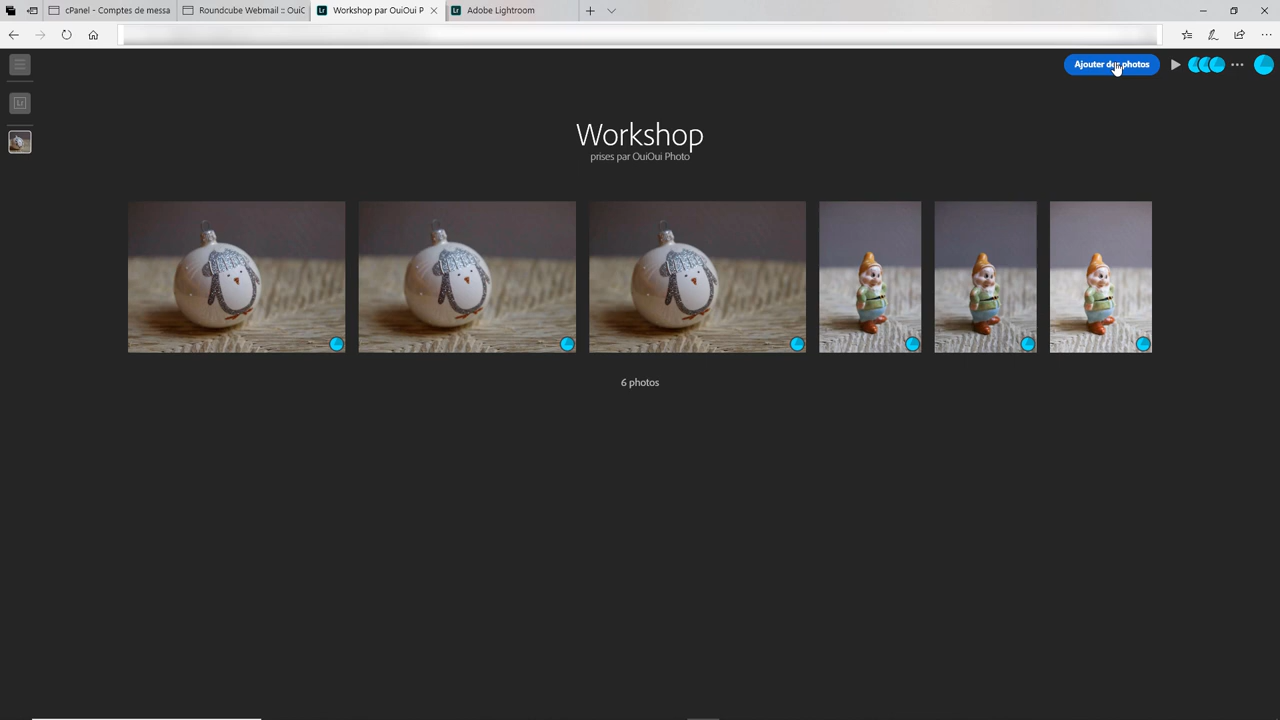 cPanel - Comptes de messa
Roundcube Webmail :: OuiC
Workshop par OuiOui P
Adobe Lightroom
Ajouter des photos
Lr
Workshop
prises par OuiOui Photo
6 photos